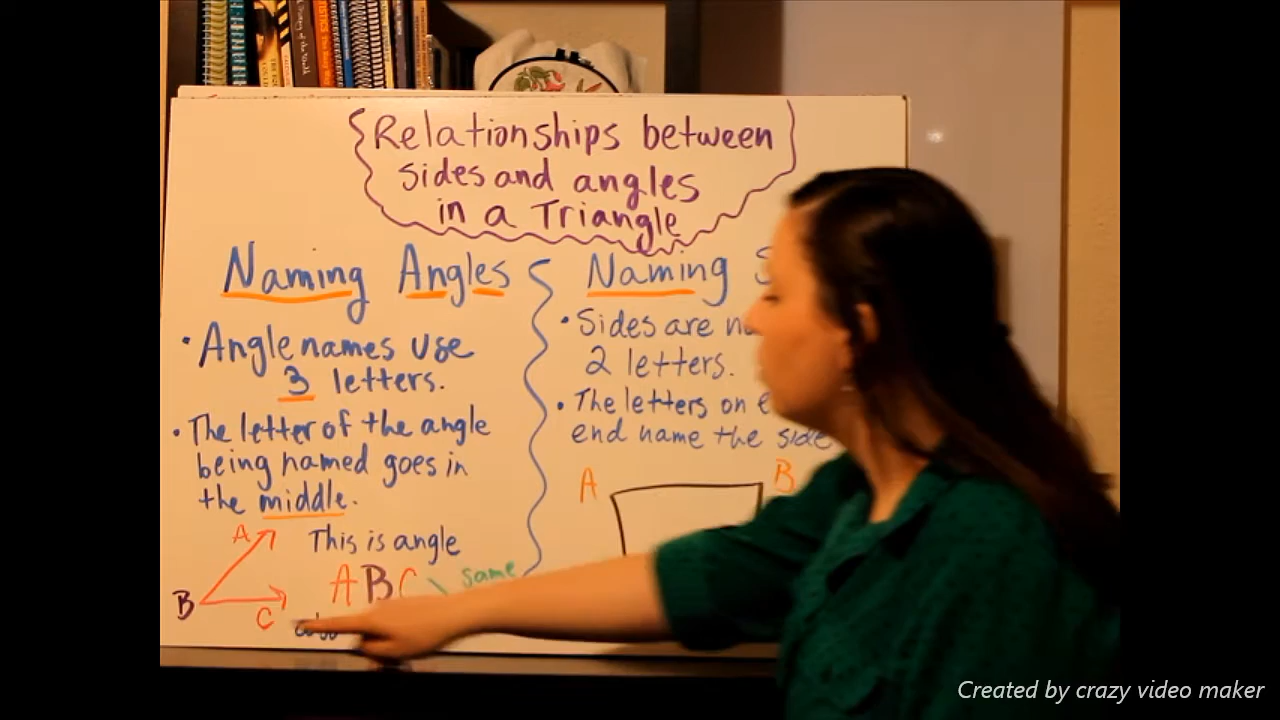 Relationships between
sides and angles
in a Triangle
Naming Angles
• Angle names use
3 letters.
• The letter of the angle
being named goes in
the middle.
A
B
C
This is angle
ABC
same
also
Naming
• Sides are
2 letters.
• The letters on
end name the side
A
B
Created by crazy video maker